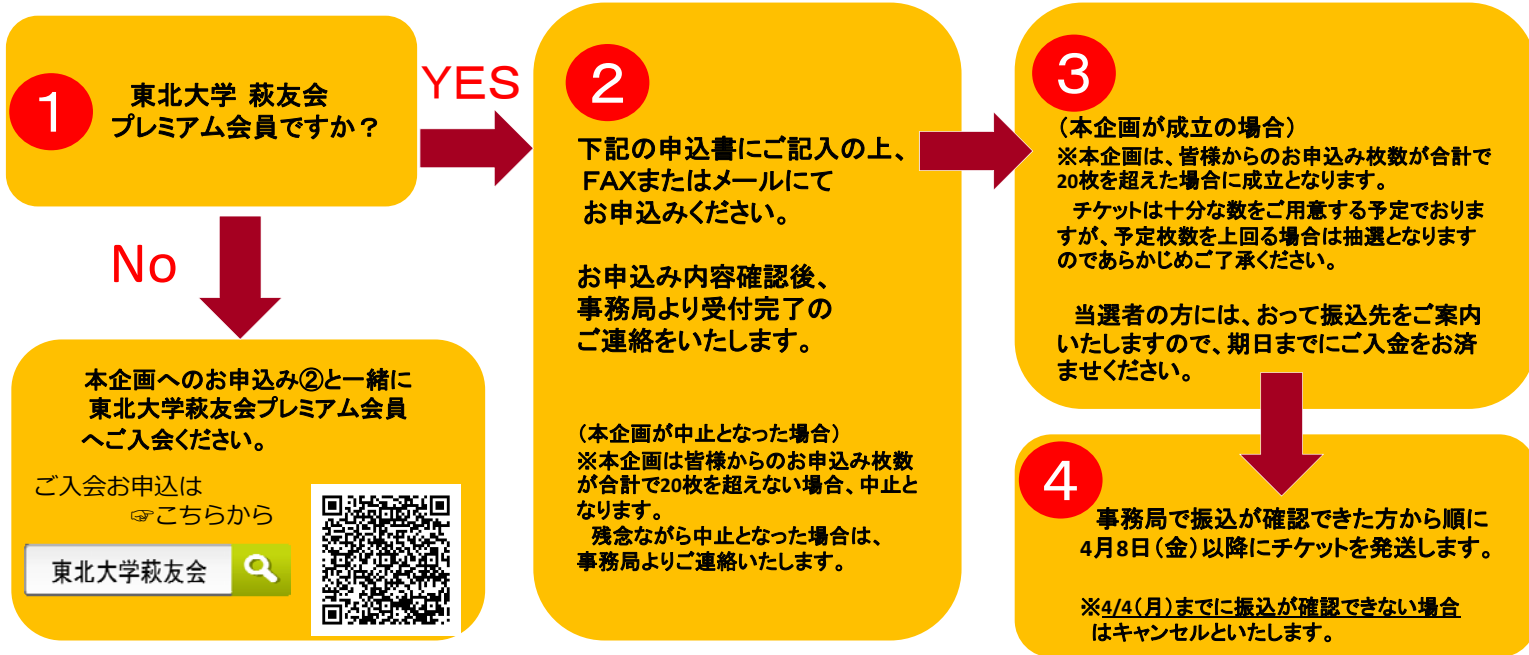 1
東北大学 萩友会
プレミアム会員ですか？
YES
No
本企画へのお申込み②と一緒に
東北大学萩友会プレミアム会員
へご入会ください。
ご入会お申込は
☞こちらから
東北大学萩友会
2
下記の申込書にご記入の上、
FAXまたはメールにて
お申込みください。
お申込み内容確認後、
事務局より受付完了の
ご連絡をいたします。
（本企画が中止となった場合）
※本企画は皆様からのお申込み枚数
が合計で20枚を超えない場合、中止と
なります。
残念ながら中止となった場合は、
事務局よりご連絡いたします。
3
（本企画が成立の場合）
※本企画は、皆様からのお申込み枚数が合計で
20枚を超えた場合に成立となります。
チケットは十分な数をご用意する予定でおりま
すが、予定枚数を上回る場合は抽選となります
のであらかじめご了承ください。
当選者の方には、おって振込先をご案内
いたしますので、期日までにご入金をお済
ませください。
4
事務局で振込が確認できた方から順に
4月8日（金）以降にチケットを発送します。
※4/4（月）までに振込が確認できない場合
はキャンセルといたします。